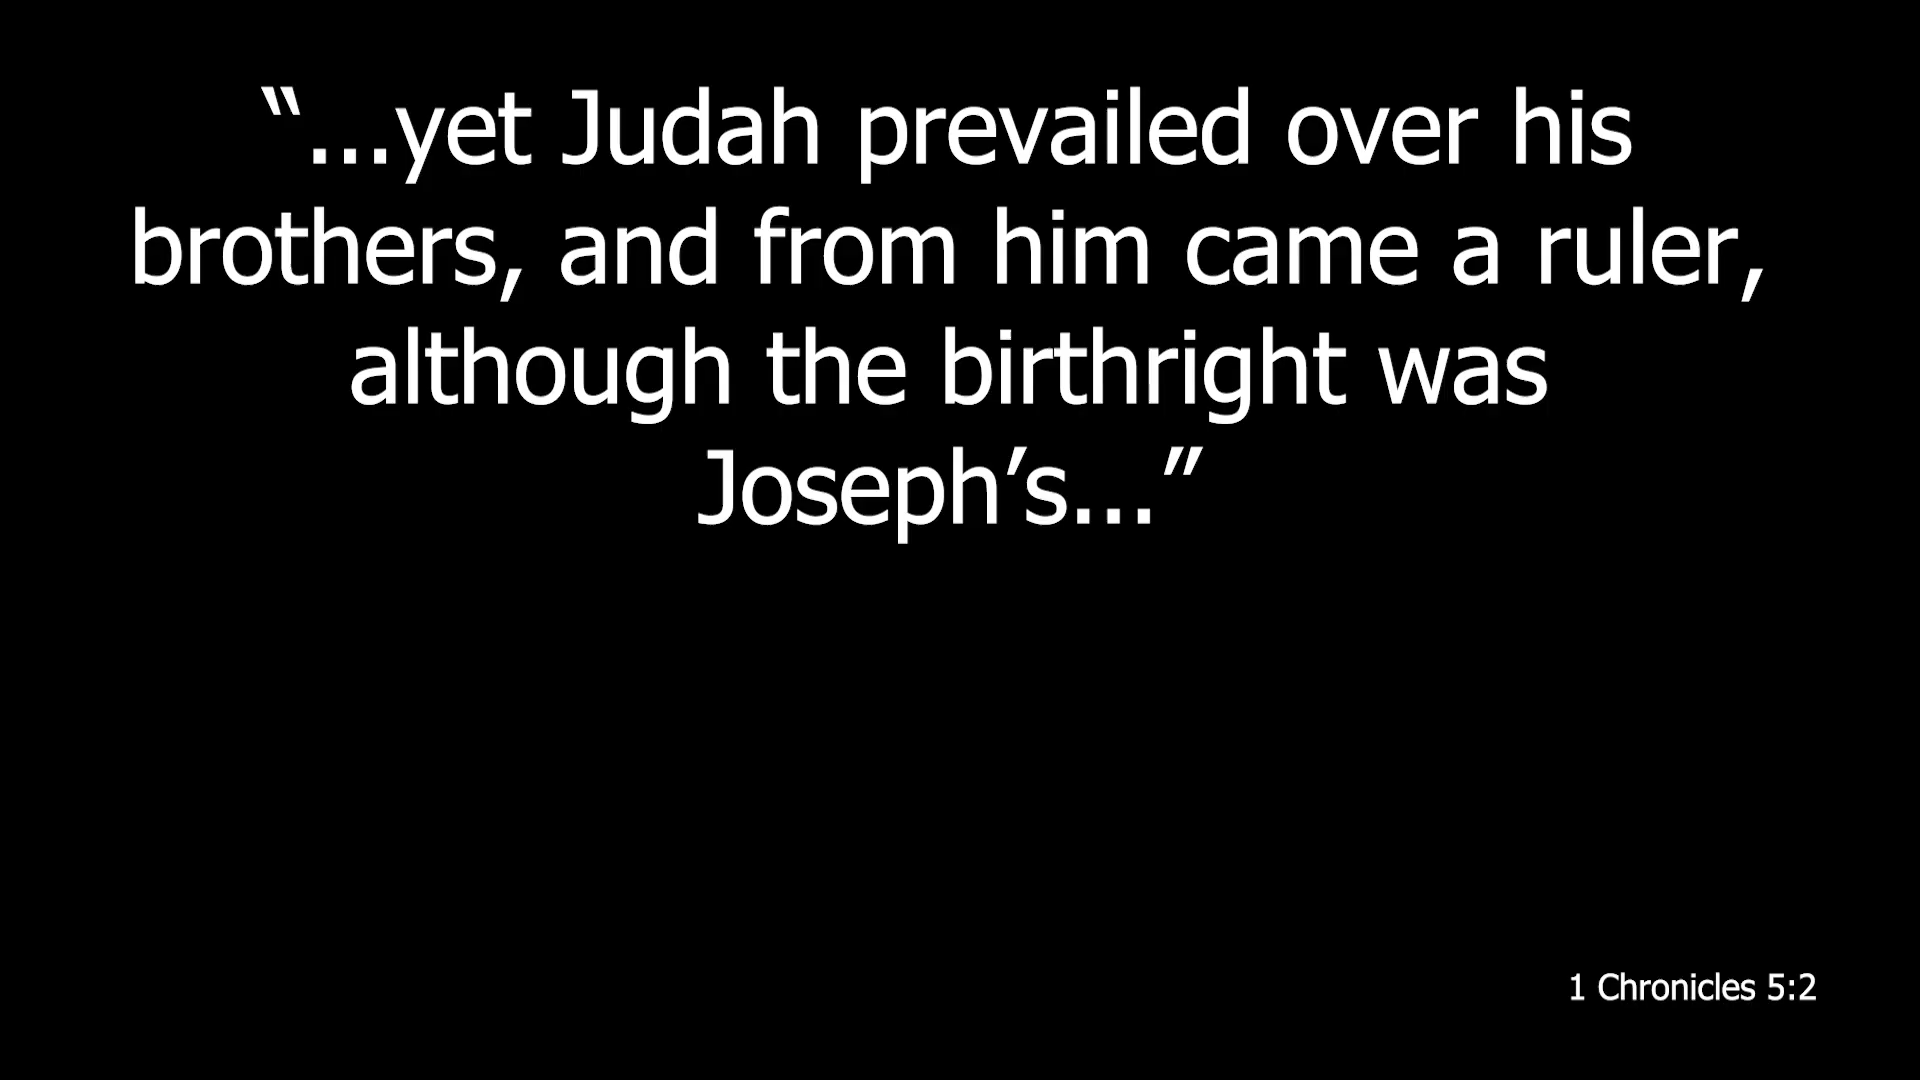 “...yet Judah prevailed over his
brothers, and from him came a ruler,
although the birthright was
Joseph’s...”
1 Chronicles 5:2